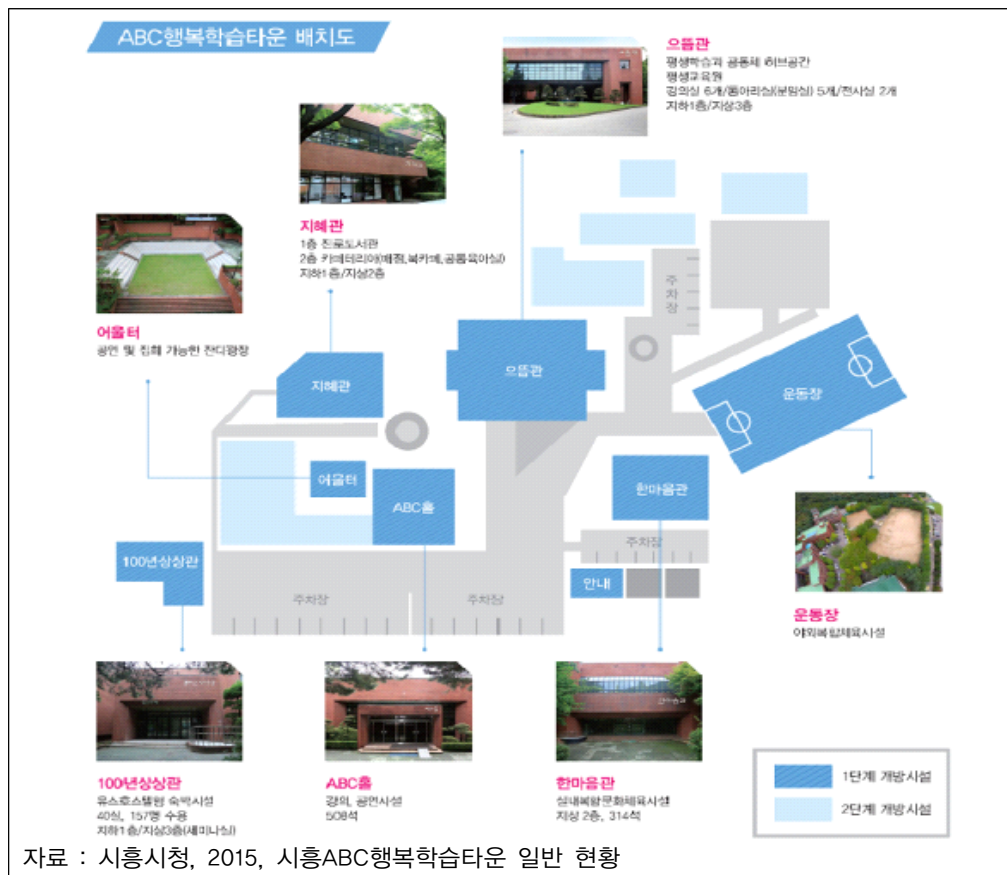 ABC행복학습타운 배치도
으뜸관
평생학습과 공동체 허브공간
평생교육원
강의실 6개/동아리실(분임실) 5개/전시실 2개
지하1층/지상3층
지혜관
1층 진로도서관
2층 카페테리아(매점,북카페,공동육아실)
지하1층/지상2층
어울터
공연 및 집회 가능한 잔디광장
주차장
으뜸관
지혜관
운동장
어울터
ABC홀
한마음관
100년상상관
주차장
안내
주차장
주차장
운동장
야외복합체육시설
100년상상관
유스호스텔형 숙박시설
40실, 157명 수용
지하1층/지상3층(세미나실)
ABC홀
강의, 공연시설
508석
한마음관
실내복합문화체육시설
지상 2층, 314석
1단계 개방시설
2단계 개방시설
자료 : 시흥시청, 2015, 시흥ABC행복학습타운 일반 현황